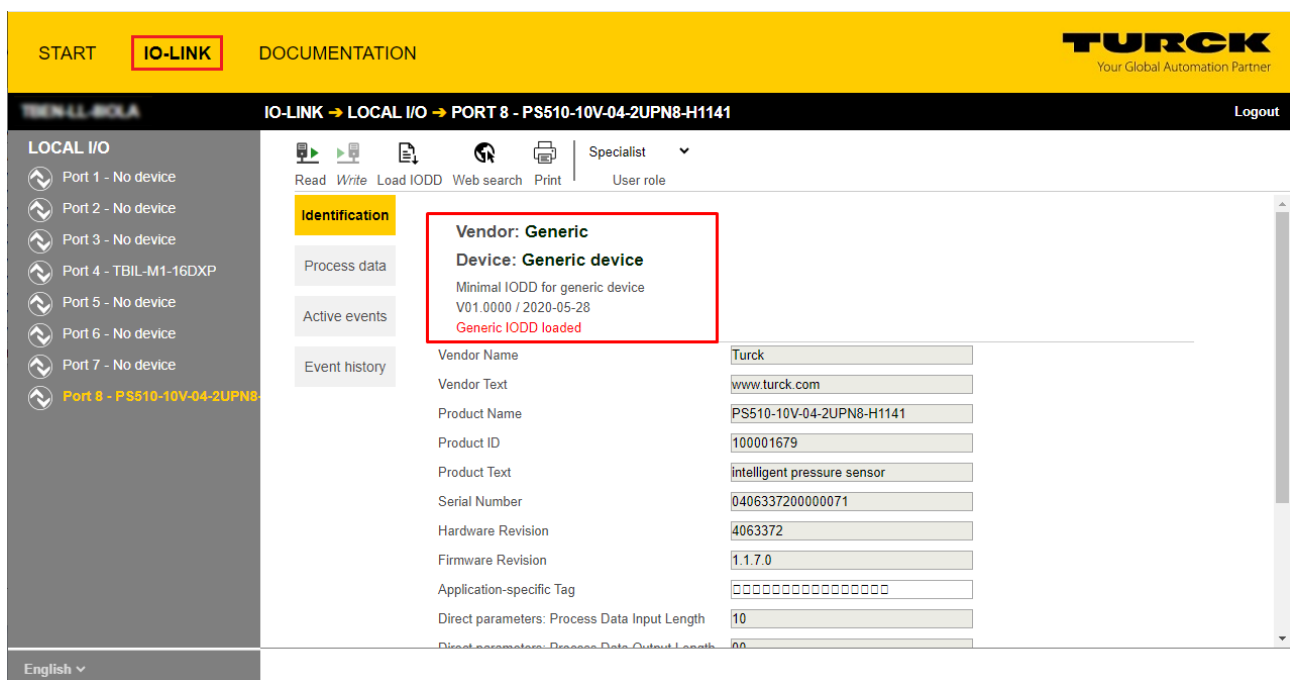 START IO-LINK DOCUMENTATION
TURCK
Your Global Automation Partner
IO-LINK ➔ LOCAL I/O ➔ PORT 8 - PS510-10V-04-2UPN8-H1141
Logout
LOCAL I/O
Port 1 - No device
Port 2 - No device
Port 3 - No device
Port 4 - TBIL-M1-16DXP
Port 5 - No device
Port 6 - No device
Port 7 - No device
Port 8 - PS510-10V-04-2UPN8-
English
Specialist
Read Write Load IODD Web search Print User role
Identification
Process data
Active events
Event history
Vendor: Generic
Device: Generic device
Minimal IODD for generic device
V01.0000 / 2020-05-28
Generic IODD loaded
Vendor Name Turck
Vendor Text www.turck.com
Product Name PS510-10V-04-2UPN8-H1141
Product ID 100001679
Product Text intelligent pressure sensor
Serial Number 0406337200000071
Hardware Revision 4063372
Firmware Revision 1.1.7.0
Application-specific Tag □□□□□□□□□□□□□□□□
Direct parameters: Process Data Input Length 10
Direct parameters: Process Data Output Length 00